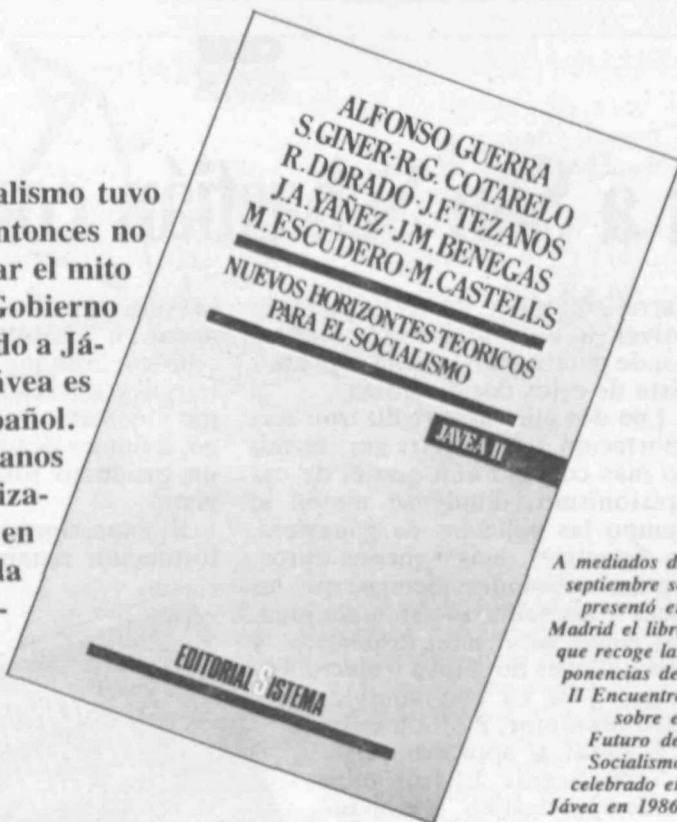 alismo tuvo
entonces no
ar el mito
Gobierno
do a Já-
ávea es
pañol.
anos
liza-
en
la
-
ALFONSO GUERRA
S. GINER·R.G. COTARELO
R. DORADO·J.F.TEZANOS
J.A.YAÑEZ·J.M. BENEGAS
M. ESCUDERO·M. CASTELLS
NUEVOS HORIZONTES TEORICOS
PARA EL SOCIALISMO
JAVEA II
EDITORIAL SISTEMA
A mediados d
septiembre s
presentó e
Madrid el libr
que recoge la
ponencias de
II Encuentr
sobre e
Futuro de
Socialism
celebrado e
Jávea en 1986